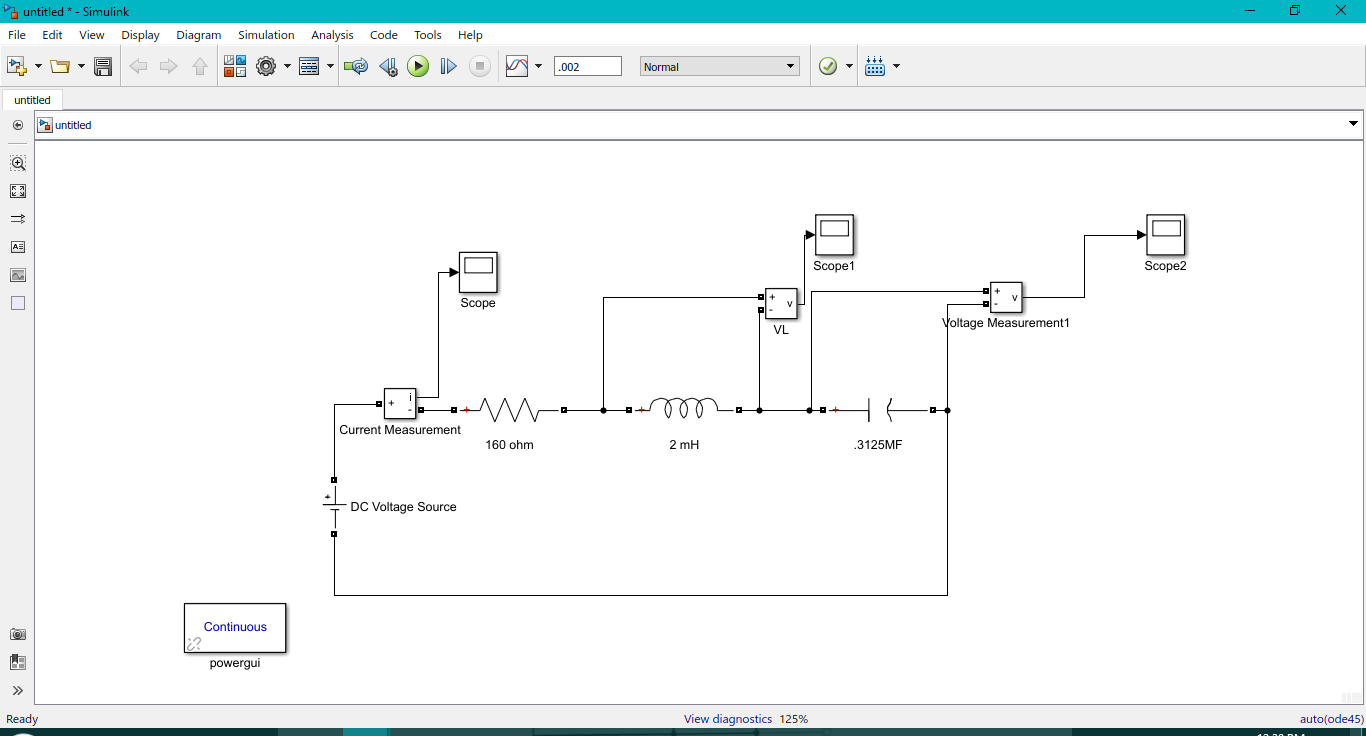 untitled * - Simulink
File Edit View Display Diagram Simulation Analysis Code Tools Help
.002 Normal
untitled
untitled
Scope1
Scope2
Scope
+ v
-
VL
+ v
-
Voltage Measurement1
+ i
-
Current Measurement
+
160 ohm
+
2 mH
+
.3125MF
+
DC Voltage Source
Continuous
powergui
Ready View diagnostics 125% auto(ode45)